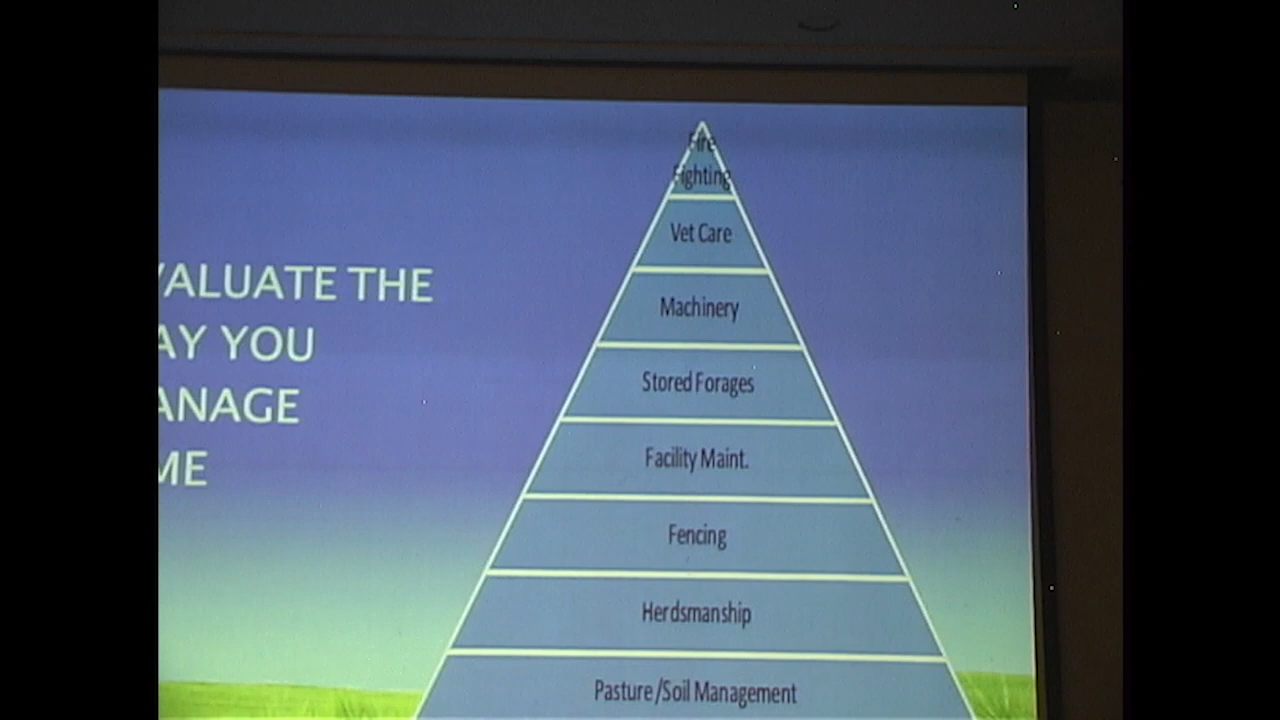 VALUATE THE
AY YOU
ANAGE
ME
Fire
Fighting
Vet Care
Machinery
Stored Forages
Facility Maint.
Fencing
Herdsmanship
Pasture/Soil Management